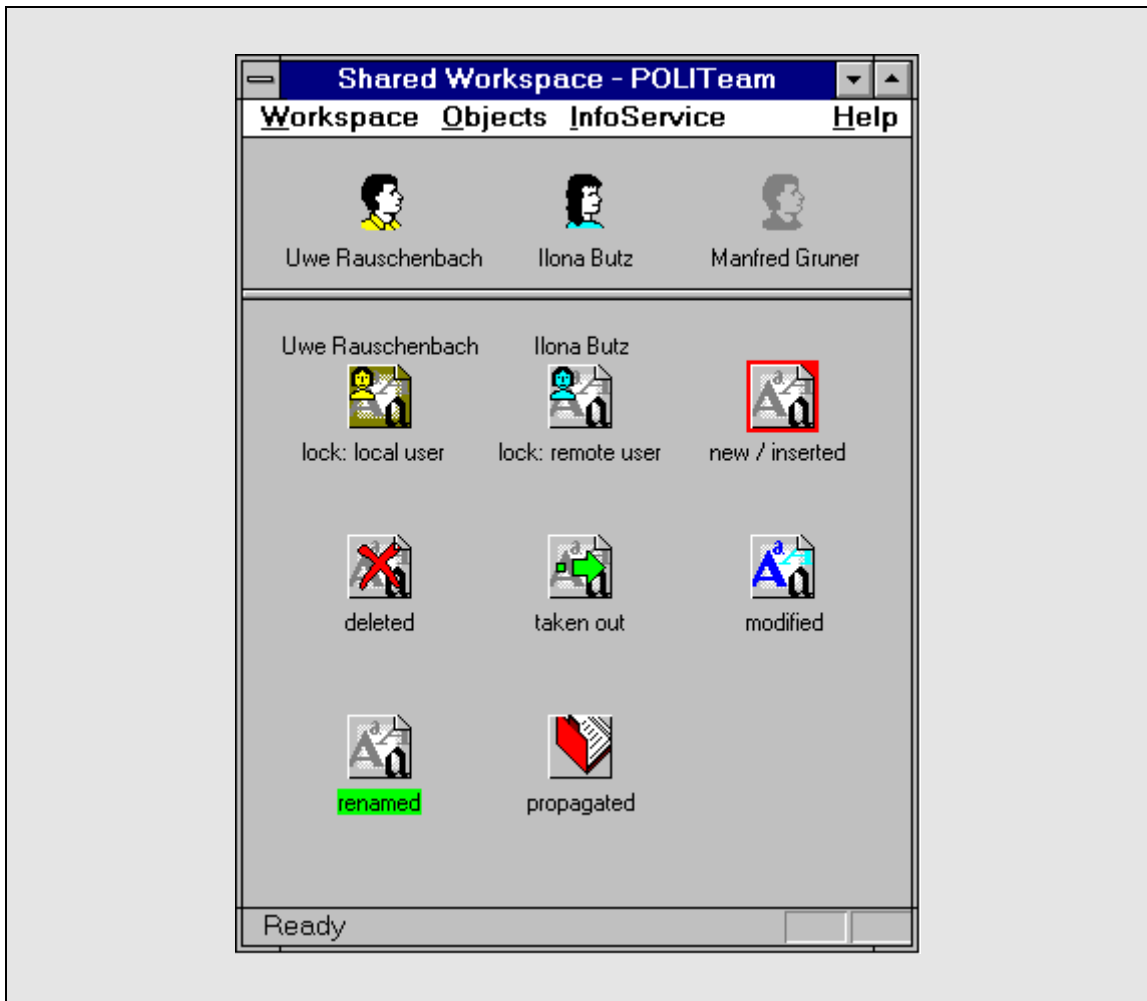 Shared Workspace - POLITeam
Workspace Objects InfoService Help
Uwe Rauschenbach Ilona Butz Manfred Gruner
Uwe Rauschenbach Ilona Butz
lock: local user lock: remote user new / inserted
deleted taken out modified
renamed propagated
Ready